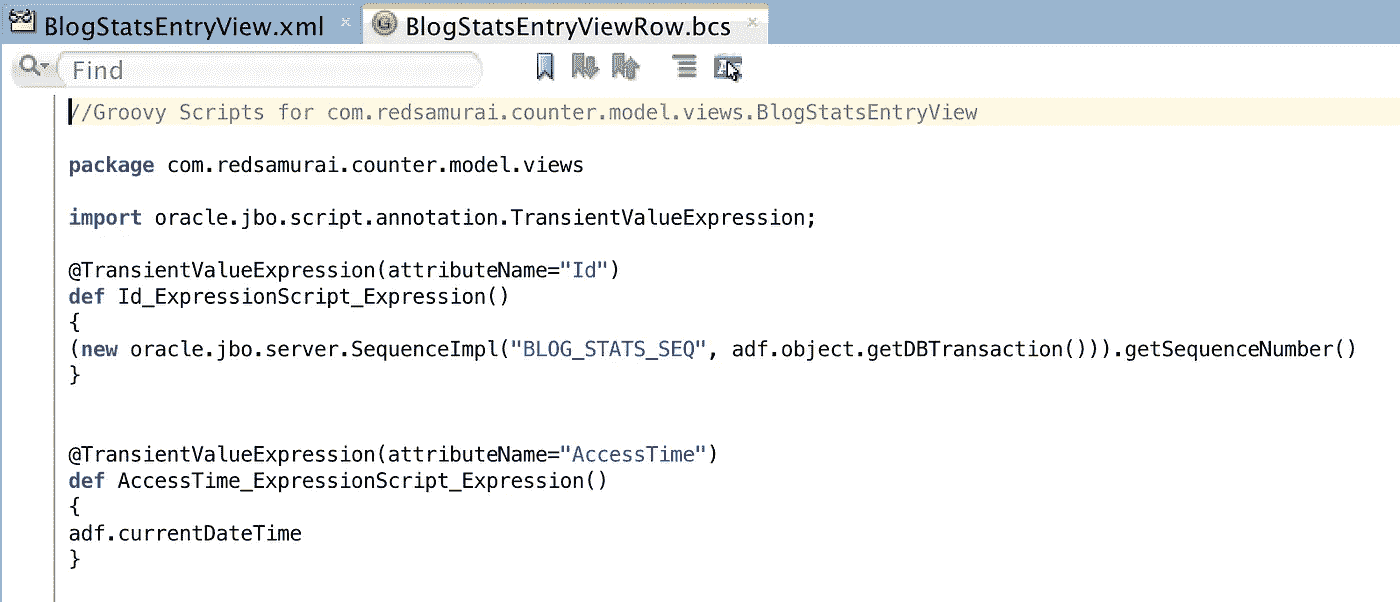 BlogStatsEntryView.xml
BlogStatsEntryViewRow.bcs
Find
//Groovy Scripts for com.redsamurai.counter.model.views.BlogStatsEntryView
package com.redsamurai.counter.model.views
import oracle.jbo.script.annotation.TransientValueExpression;
@TransientValueExpression(attributeName="Id")
def Id_ExpressionScript_Expression()
{
(new oracle.jbo.server.SequenceImpl("BLOG_STATS_SEQ", adf.object.getDBTransaction())).getSequenceNumber()
}
@TransientValueExpression(attributeName="AccessTime")
def AccessTime_ExpressionScript_Expression()
{
adf.currentDateTime
}